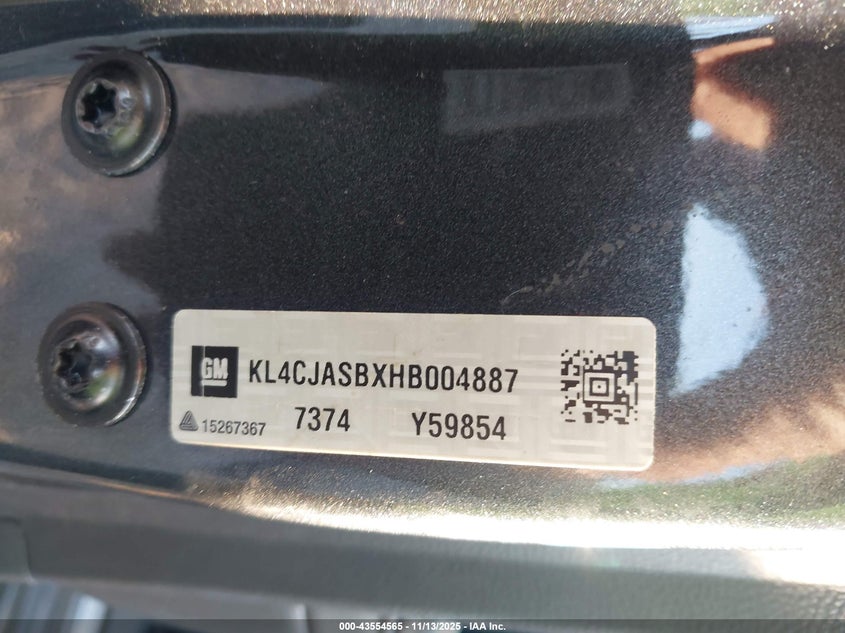 GM KL4CJASBXHB004887
15267367 7374 Y59854
000-43554565 — 11/13/2025 — IAA Inc.